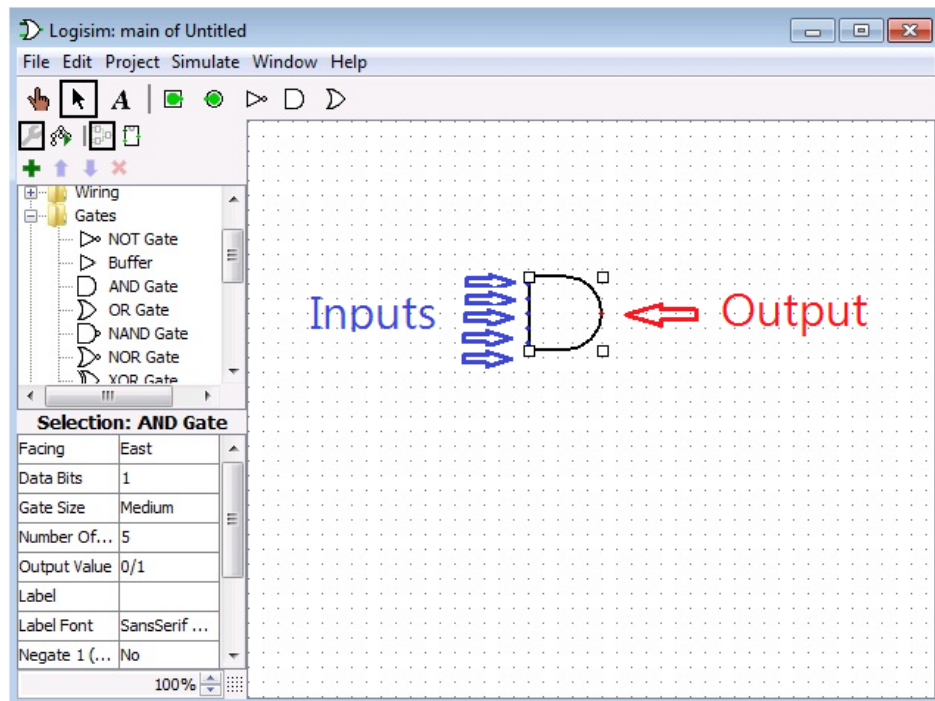 Logisim: main of Untitled
File Edit Project Simulate Window Help
A
Wiring
Gates
NOT Gate
Buffer
AND Gate
OR Gate
NAND Gate
NOR Gate
XOR Gate
Inputs
Output
Selection: AND Gate
Facing East
Data Bits 1
Gate Size Medium
Number Of... 5
Output Value 0/1
Label
Label Font SansSerif ...
Negate 1 (... No
100%